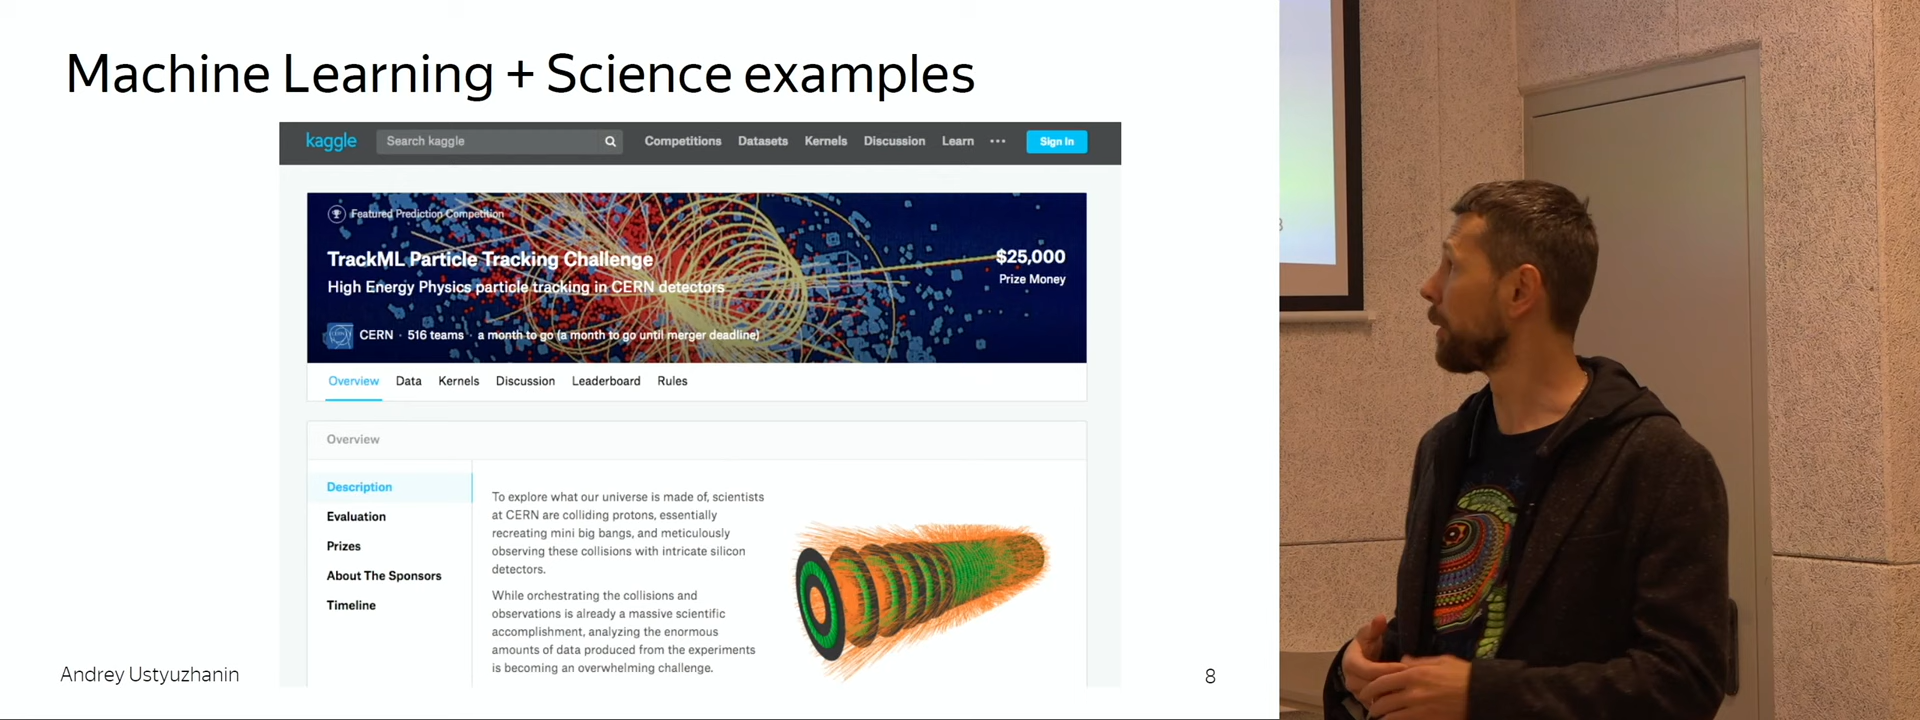 Machine Learning + Science examples
kaggle
Search kaggle
Competitions Datasets Kernels Discussion Learn ••• Sign In
Featured Prediction Competition
TrackML Particle Tracking Challenge
High Energy Physics particle tracking in CERN detectors
$25,000
Prize Money
CERN · 516 teams · a month to go (a month to go until merger deadline)
Overview Data Kernels Discussion Leaderboard Rules
Overview
Description
Evaluation
Prizes
About The Sponsors
Timeline
To explore what our universe is made of, scientists
at CERN are colliding protons, essentially
recreating mini big bangs, and meticulously
observing these collisions with intricate silicon
detectors.
While orchestrating the collisions and
observations is already a massive scientific
accomplishment, analyzing the enormous
amounts of data produced from the experiments
is becoming an overwhelming challenge.
Andrey Ustyuzhanin
8